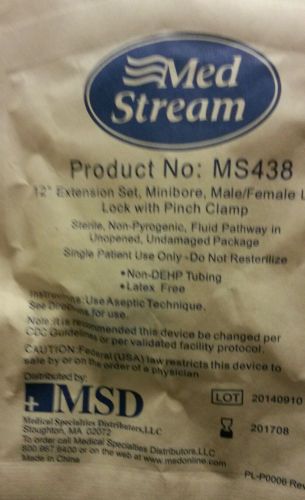 Med
Stream
Product No: MS438
12" Extension Set, Minibore, Male/Female L
Lock with Pinch Clamp
Sterile, Non-Pyrogenic, Fluid Pathway in
Unopened, Undamaged Package
Single Patient Use Only - Do Not Resterilize
•Non-DEHP Tubing
•Latex Free
Instructions: Use Aseptic Technique.
See Directions for use.
Note: It is recommended this device be changed per
CDC Guidelines or per validated facility protocol.
CAUTION: Federal (USA) law restricts this device to
sale by or on the order of a physician
Distributed by:
MSD
Medical Specialties Distributors, LLC
Stoughton, MA 02072
To order call Medical Specialties Distributors, LLC
800.967.6400 or on the web at www.msdonline.com
Made in China
LOT 20140910
201708
PL-P0006 Rev